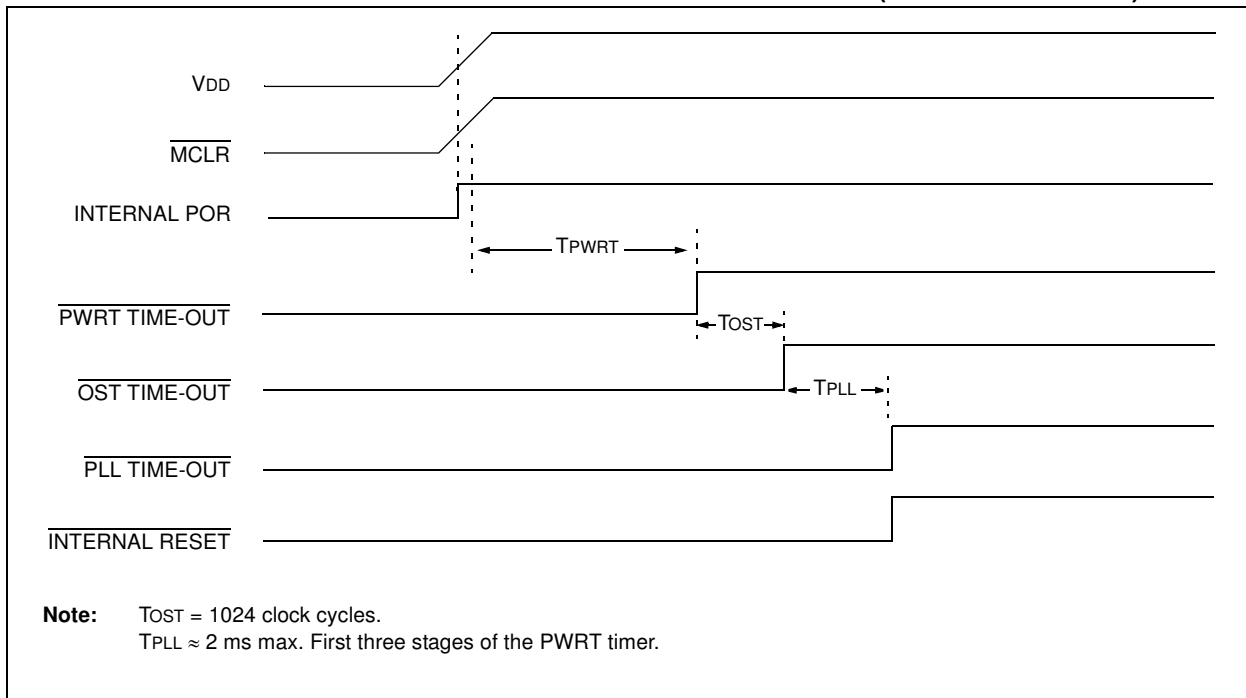 VDD
MCLR
INTERNAL POR
TPWRT
PWRT TIME-OUT
TOST
OST TIME-OUT
TPLL
PLL TIME-OUT
INTERNAL RESET
Note: TOST = 1024 clock cycles.
TPLL ≈ 2 ms max. First three stages of the PWRT timer.